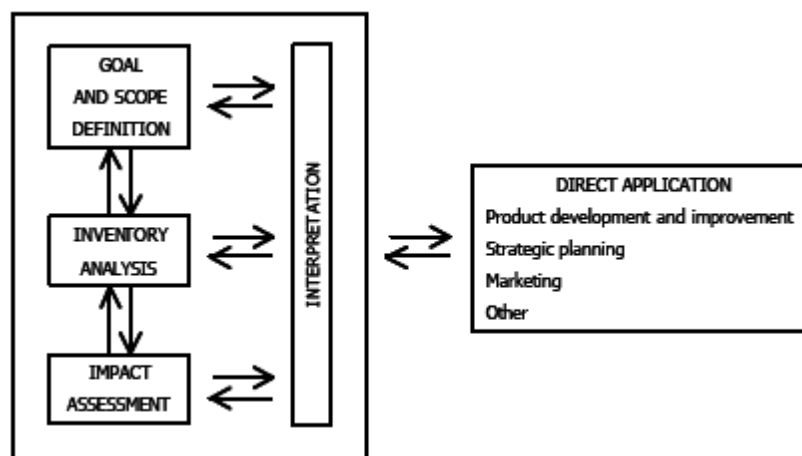 GOAL
AND SCOPE
DEFINITION
INVENTORY
ANALYSIS
IMPACT
ASSESSMENT
INTERPRETATION
DIRECT APPLICATION
Product development and improvement
Strategic planning
Marketing
Other